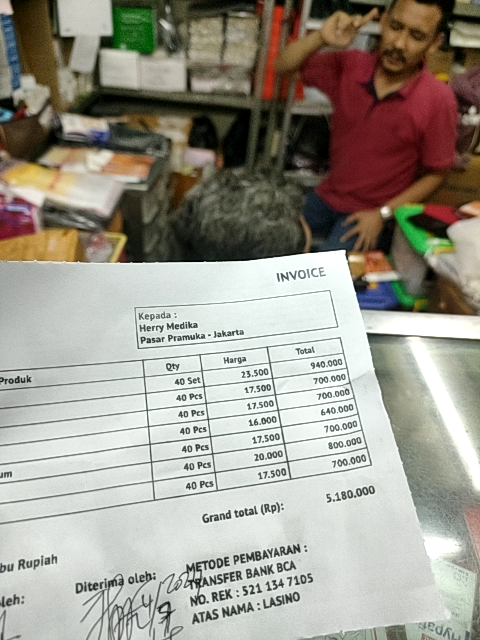 INVOICE
Kepada :
Herry Medika
Pasar Pramuka - Jakarta
Produk Qty Harga Total
40 Set 23.500 940.000
40 Pcs 17.500 700.000
40 Pcs 17.500 700.000
40 Pcs 16.000 640.000
40 Pcs 17.500 700.000
um 40 Pcs 20.000 800.000
40 Pcs 17.500 700.000
Grand total (Rp): 5.180.000
bu Rupiah
oleh: Diterima oleh:
METODE PEMBAYARAN :
TRANSFER BANK BCA
NO. REK : 521 134 7105
ATAS NAMA : LASINO